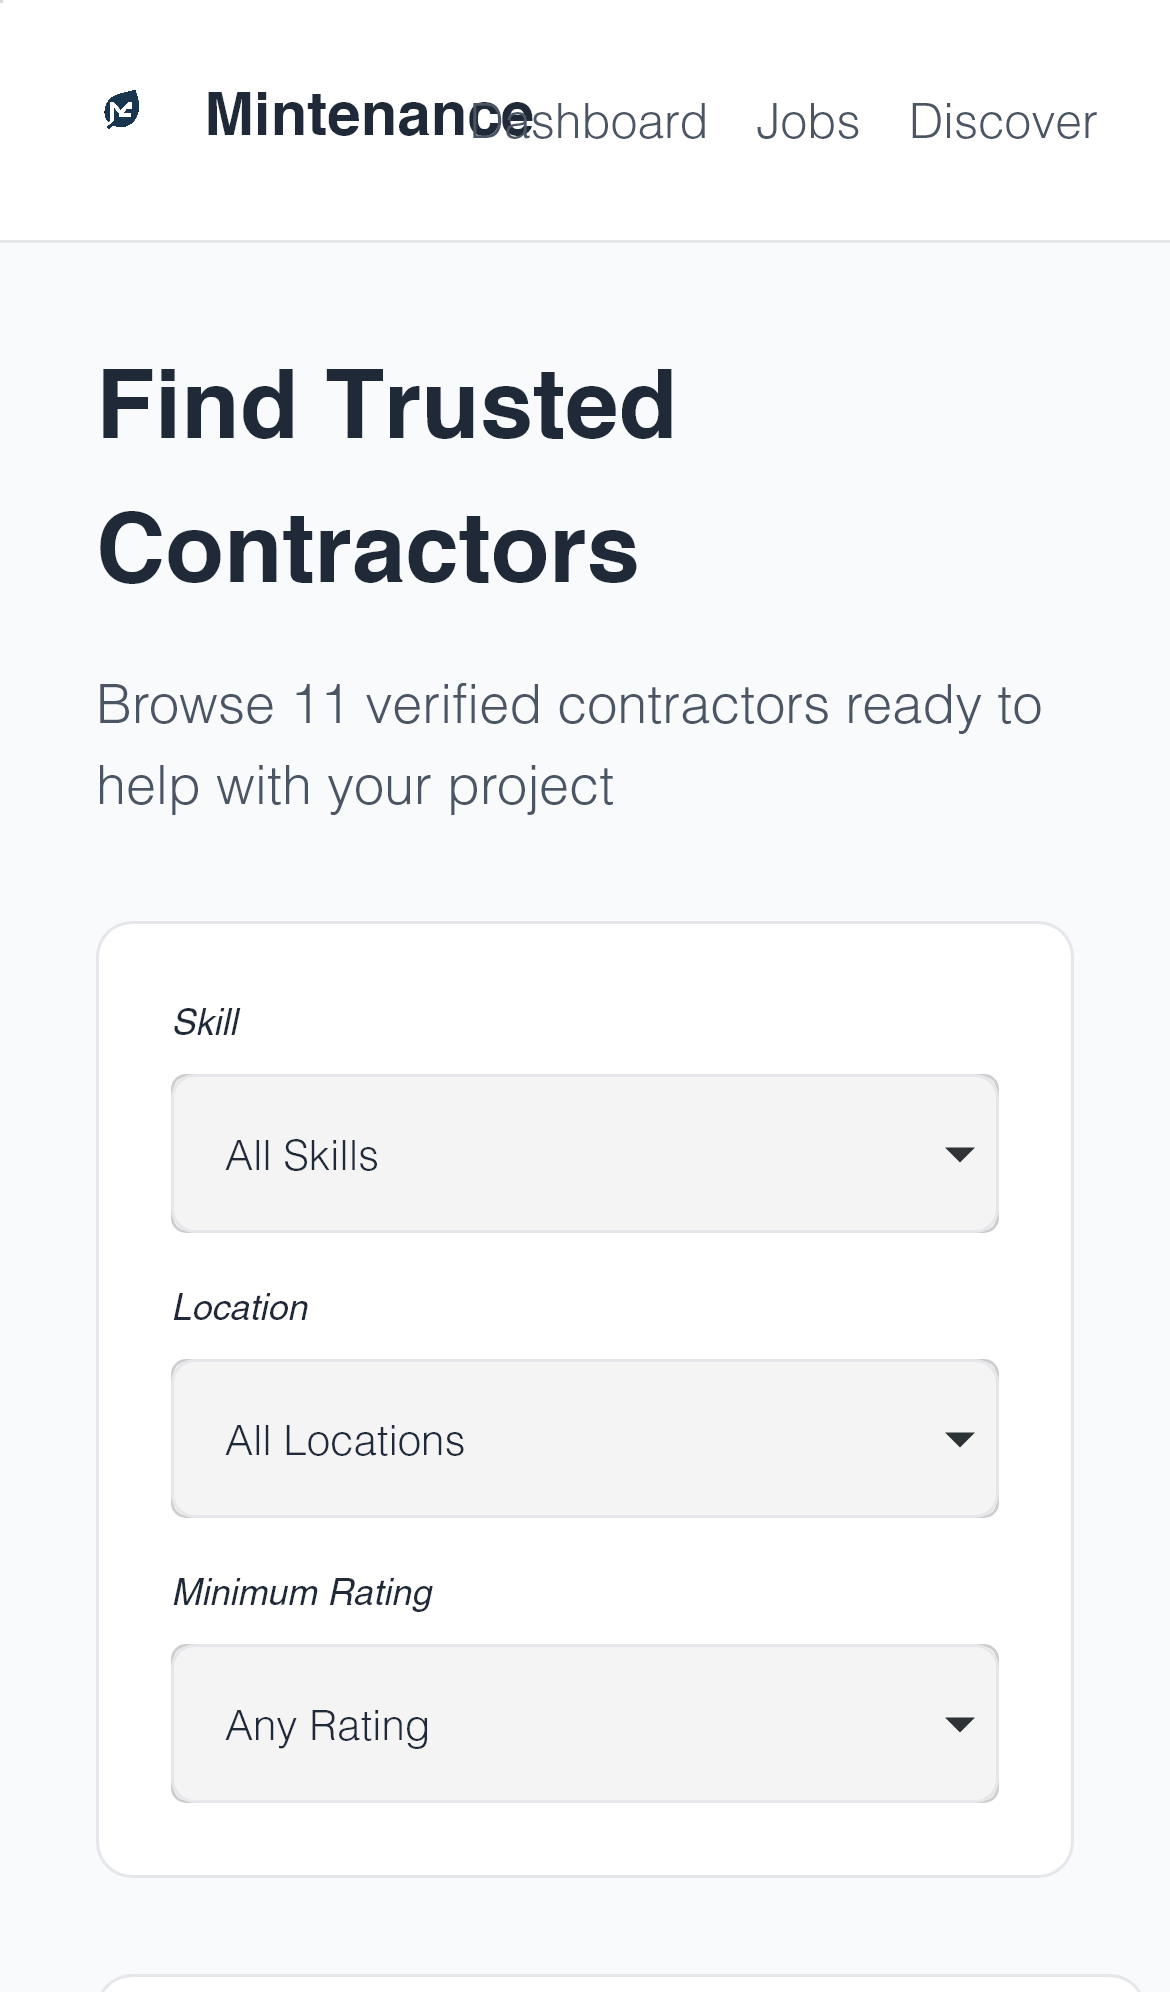 Mintenance Dashboard Jobs Discover
Find Trusted
Contractors
Browse 11 verified contractors ready to
help with your project
Skill
All Skills
Location
All Locations
Minimum Rating
Any Rating